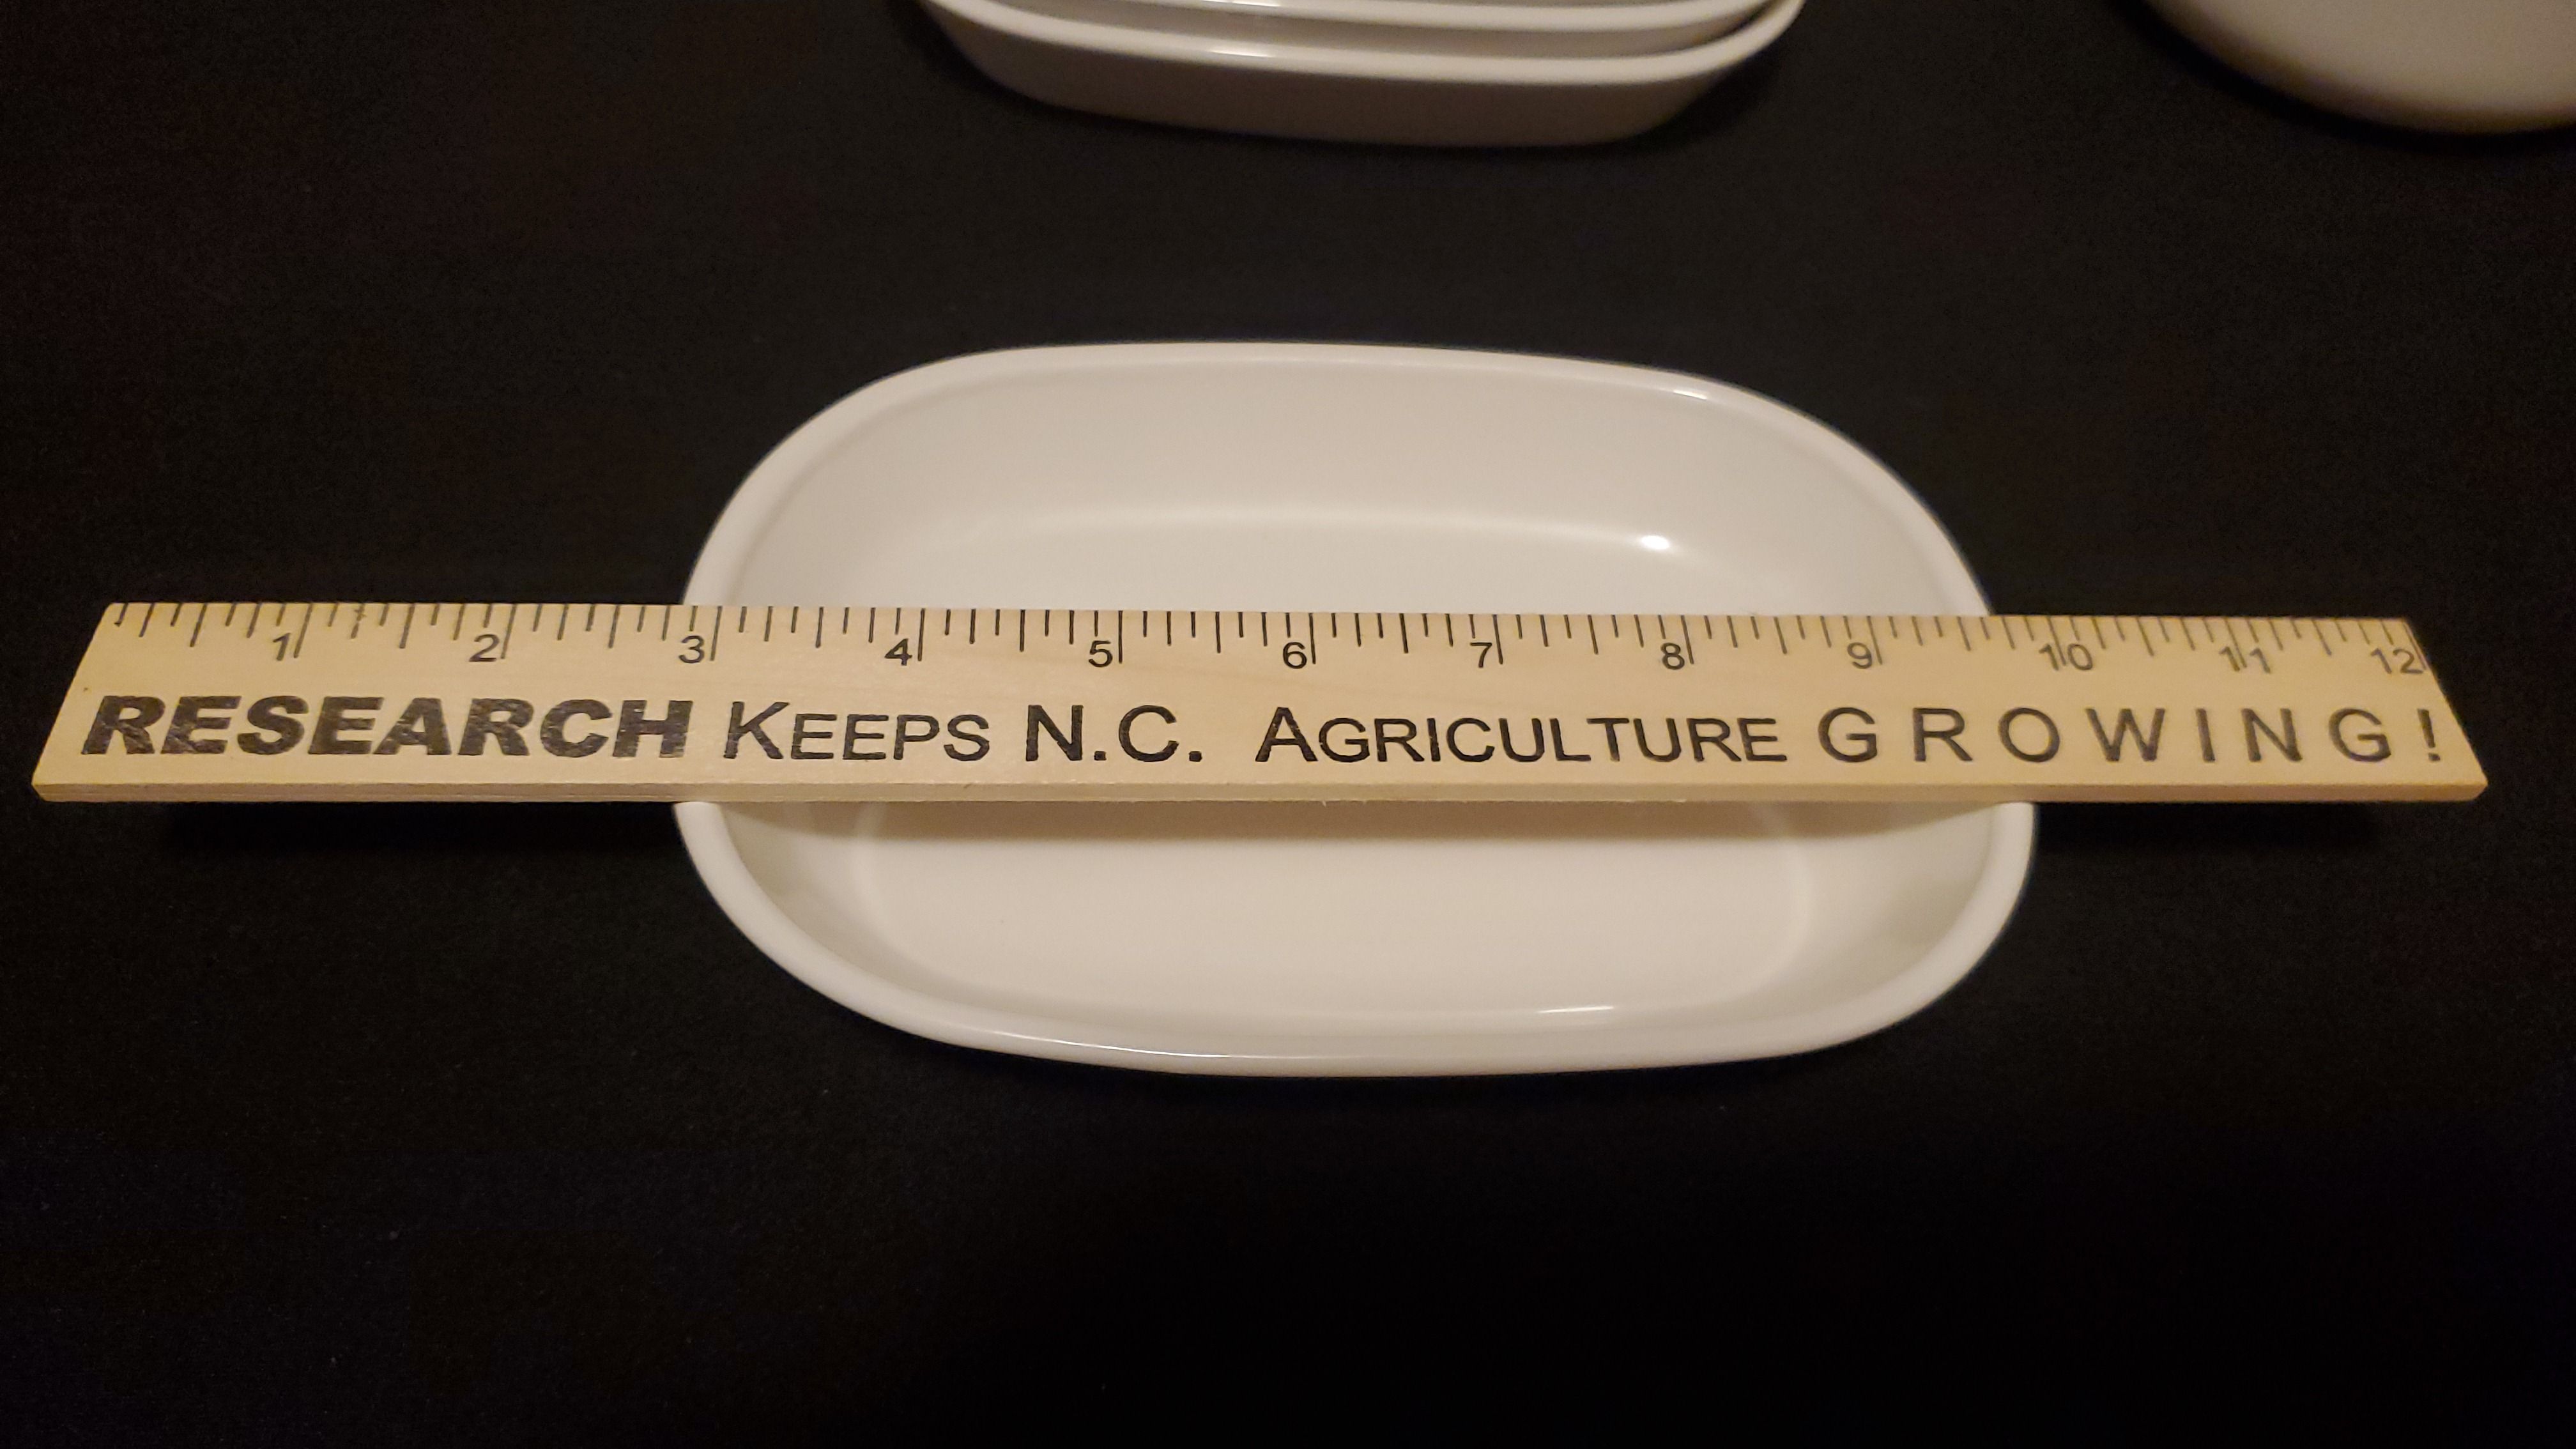 1 2 3 4 5 6 7 8 9 10 11 12
RESEARCH KEEPS N.C. AGRICULTURE GROWING!